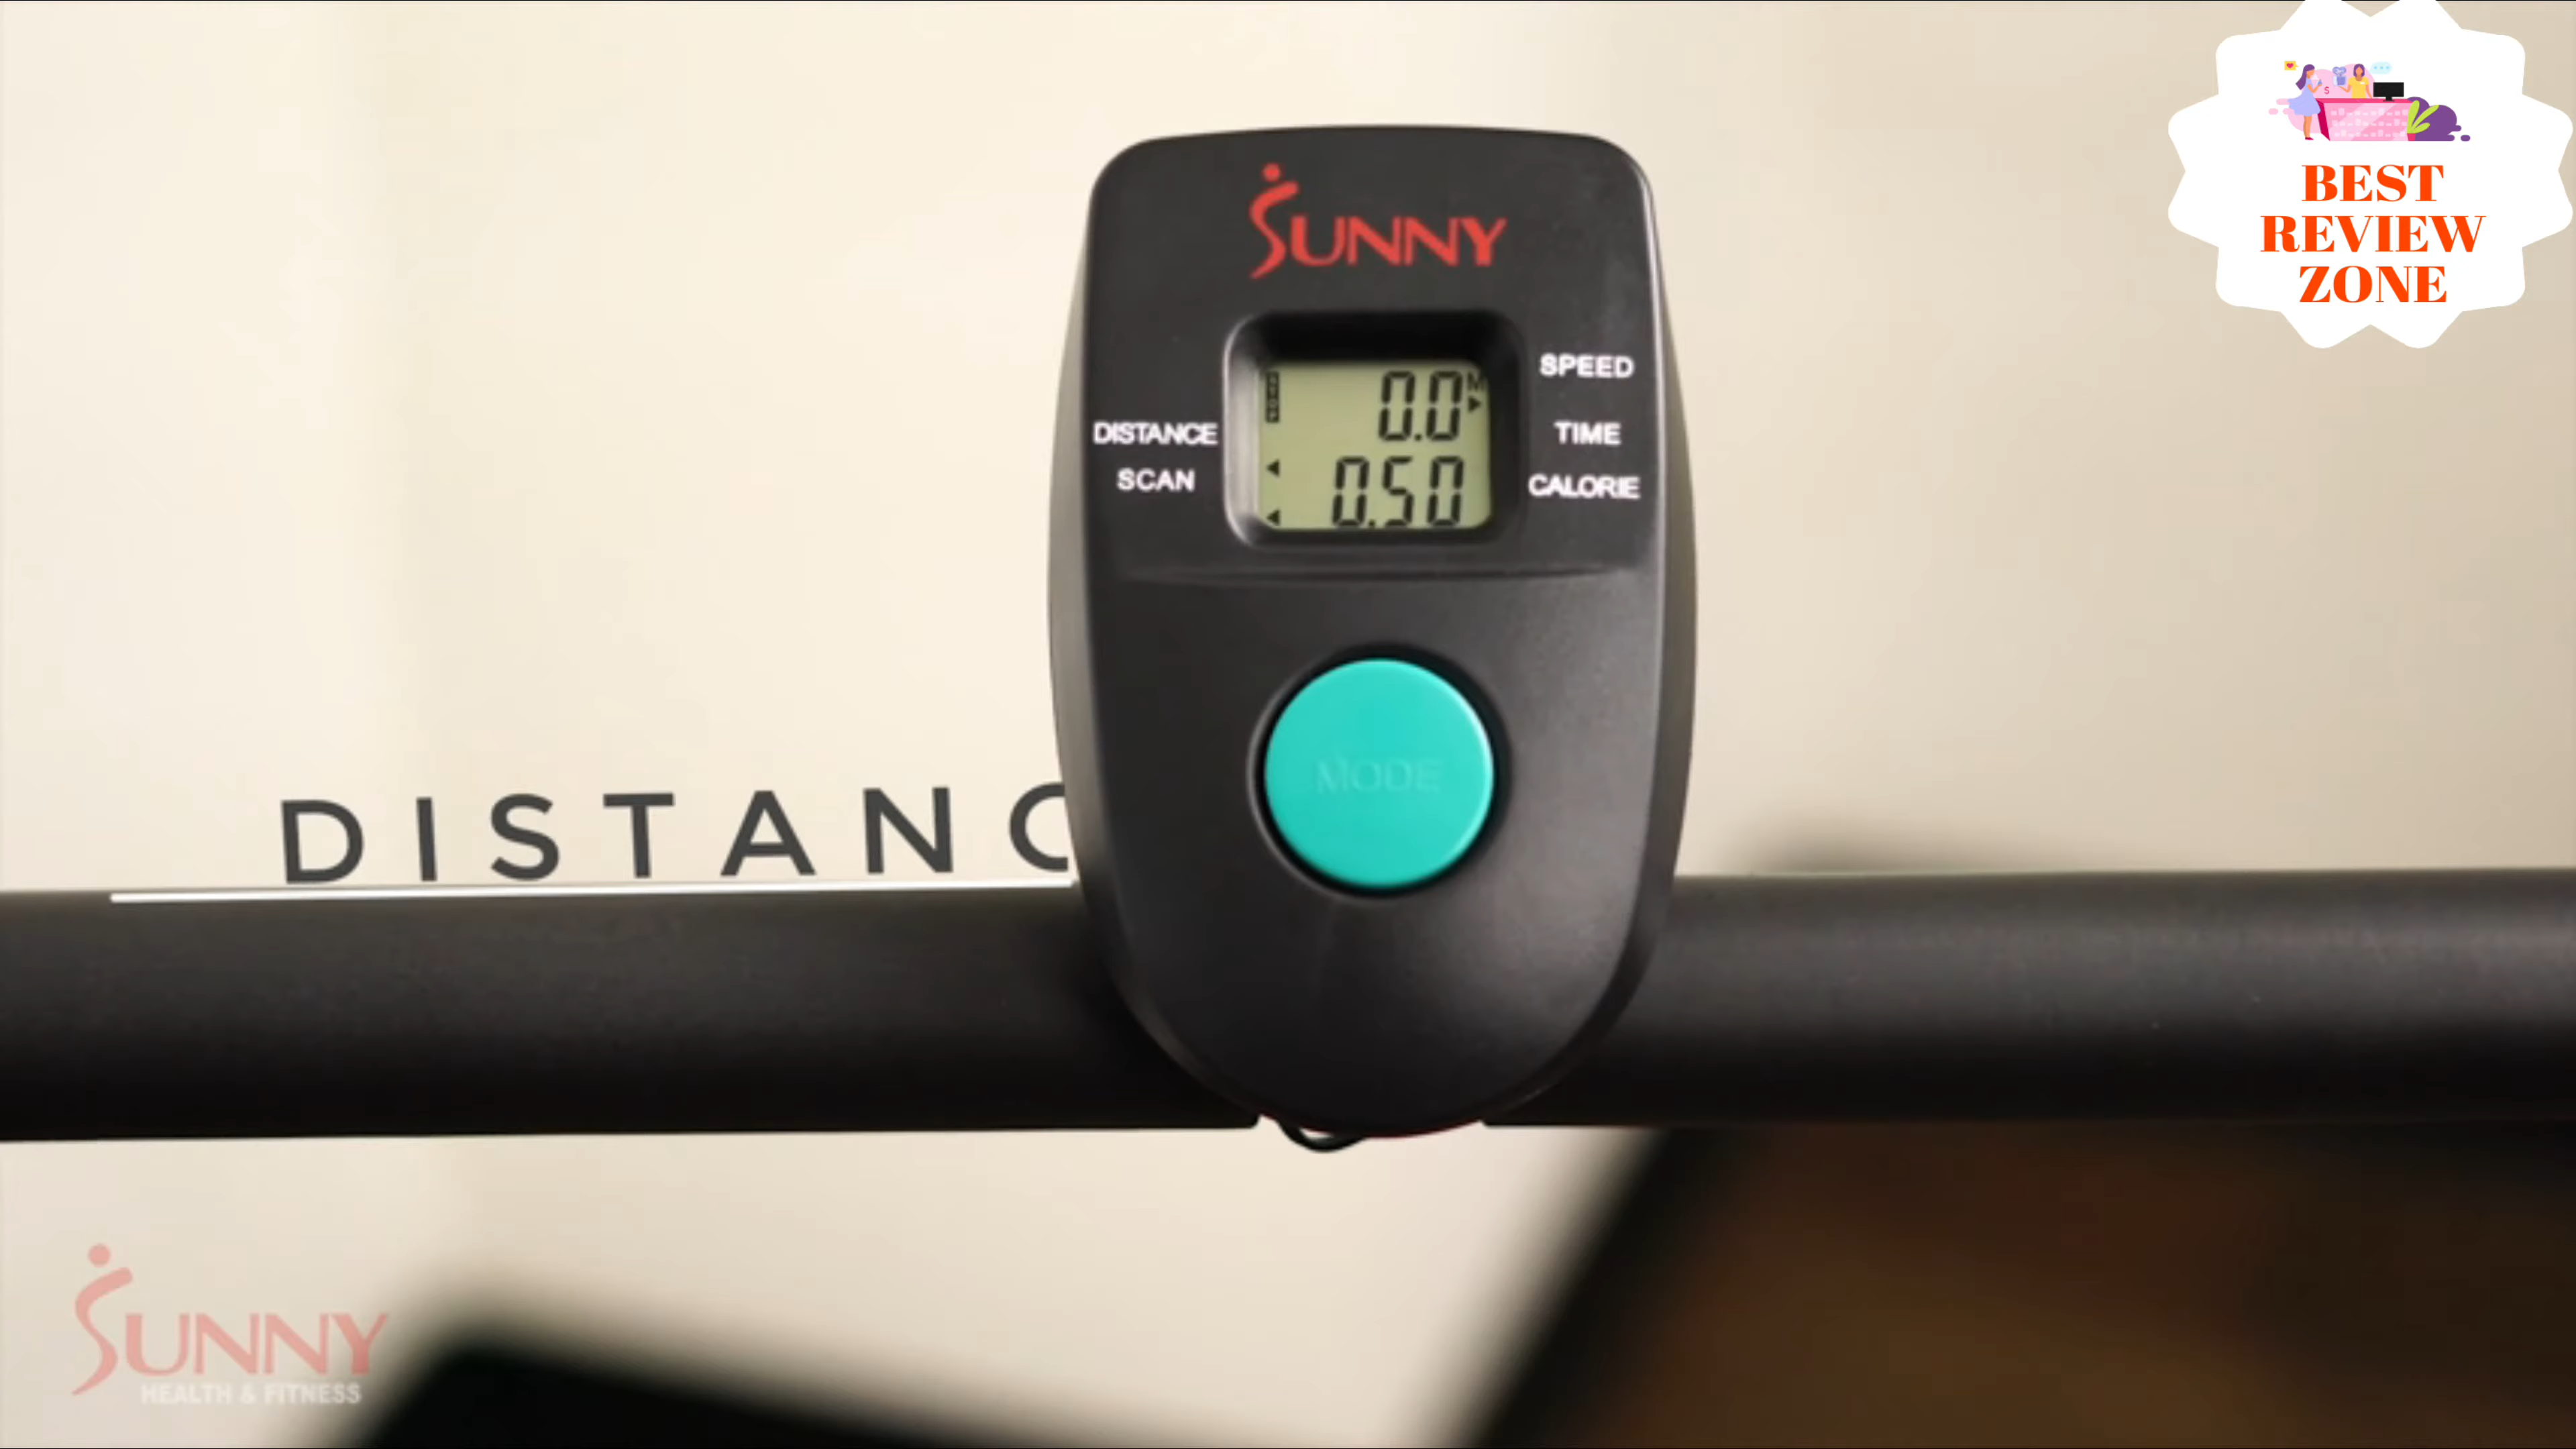 BEST
REVIEW
ZONE
SUNNY
SPEED
DISTANCE
TIME
SCAN
CALORIE
0.0 M
0.50
MODE
DISTANC
SUNNY
HEALTH & FITNESS